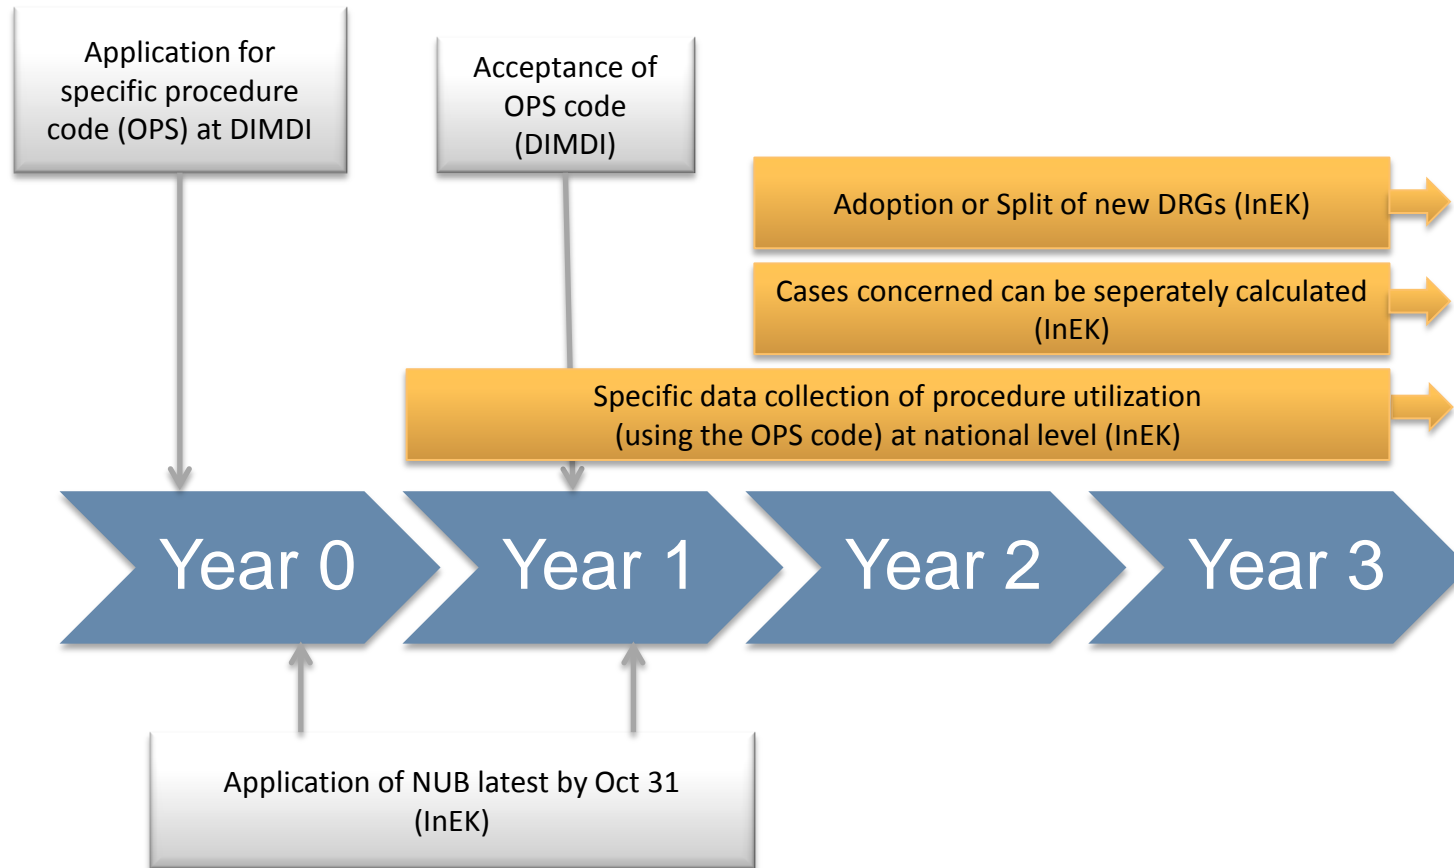 Application for
specific procedure
code (OPS) at DIMDI
Acceptance of
OPS code
(DIMDI)
Adoption or Split of new DRGs (InEK)
Cases concerned can be seperately calculated
(InEK)
Specific data collection of procedure utilization
(using the OPS code) at national level (InEK)
Year 0
Year 1
Year 2
Year 3
Application of NUB latest by Oct 31
(InEK)